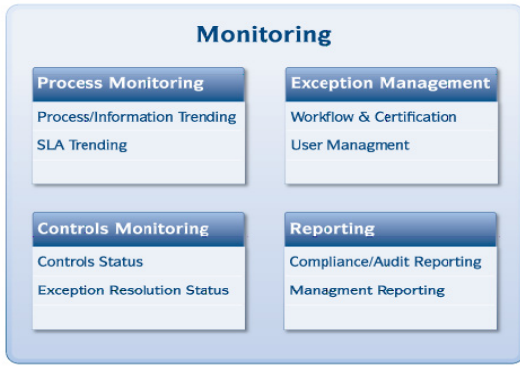 Monitoring
Process Monitoring
Process/Information Trending
SLA Trending
Exception Management
Workflow & Certification
User Managment
Controls Monitoring
Controls Status
Exception Resolution Status
Reporting
Compliance/Audit Reporting
Managment Reporting